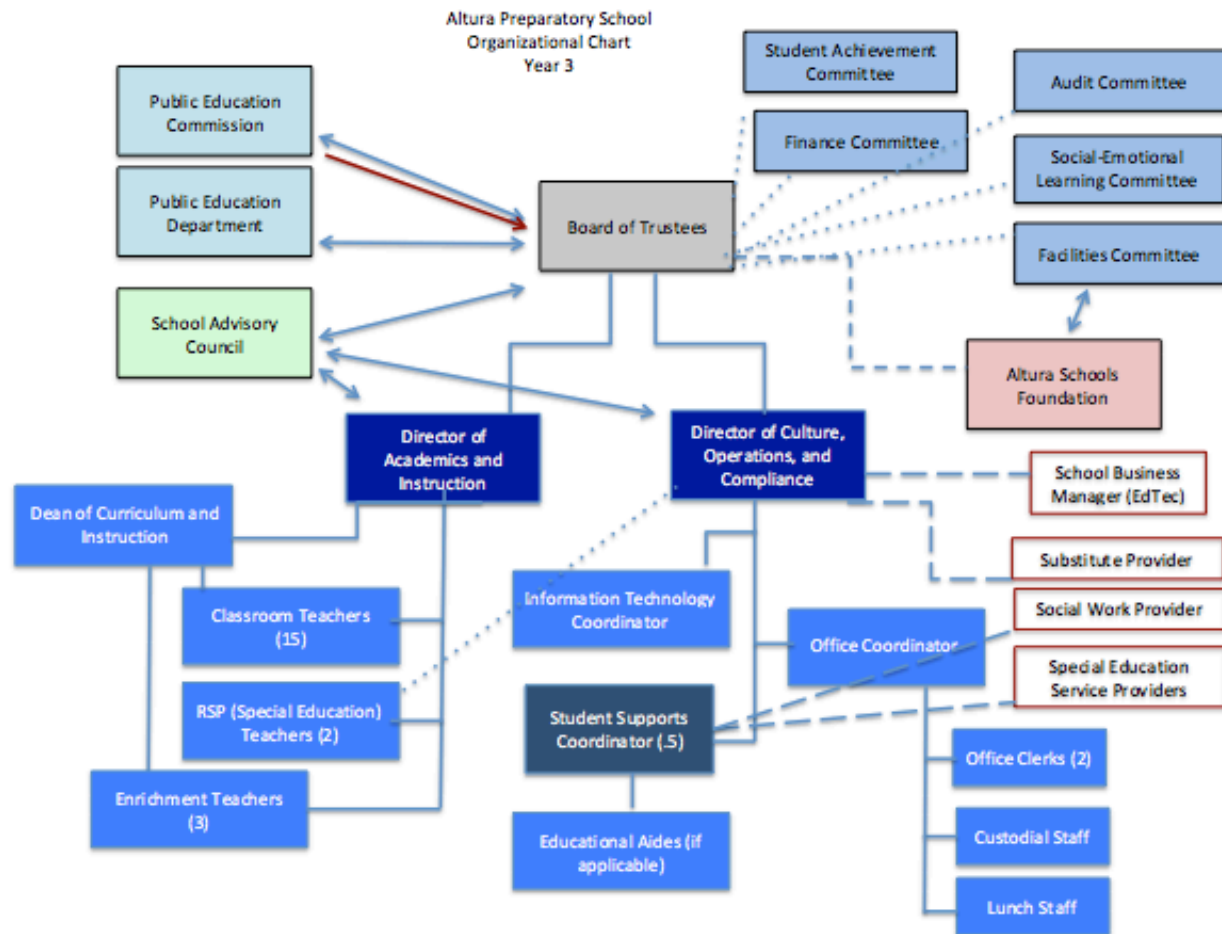 Altura Preparatory School
Organizational Chart
Year 3
Student Achievement
Committee
Audit Committee
Public Education
Commission
Finance Committee
Social-Emotional
Learning Committee
Public Education
Department
Board of Trustees
Facilities Committee
School Advisory
Council
Altura Schools
Foundation
Director of
Academics and
Instruction
Director of Culture,
Operations, and
Compliance
School Business
Manager (EdTec)
Dean of Curriculum and
Instruction
Substitute Provider
Classroom Teachers
(15)
Information Technology
Coordinator
Social Work Provider
Office Coordinator
Special Education
Service Providers
RSP (Special Education)
Teachers (2)
Student Supports
Coordinator (.5)
Office Clerks (2)
Enrichment Teachers
(3)
Educational Aides (if
applicable)
Custodial Staff
Lunch Staff